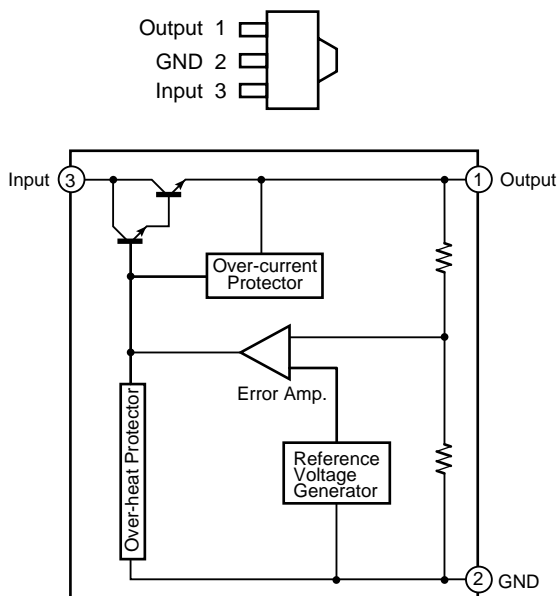 Output 1
GND 2
Input 3
Input 3
1 Output
Over-current
Protector
Error Amp.
Over-heat Protector
Reference
Voltage
Generator
2 GND